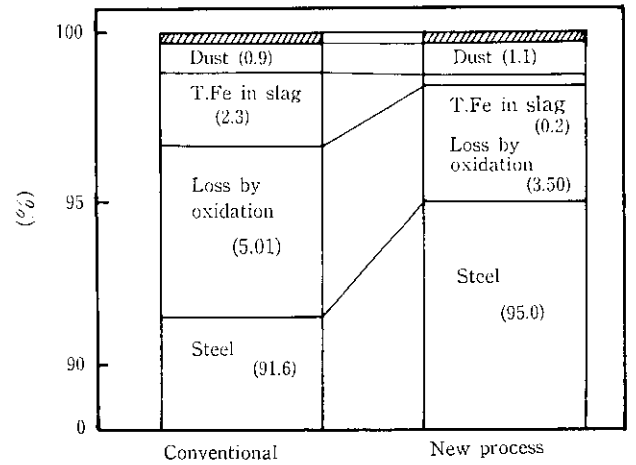 100
95
90
0
(%)
Dust (0.9)
T.Fe in slag
(2.3)
Loss by
oxidation
(5.01)
Steel
(91.6)
Dust (1.1)
T.Fe in slag
(0.2)
Loss by
oxidation
(3.50)
Steel
(95.0)
Conventional
New process